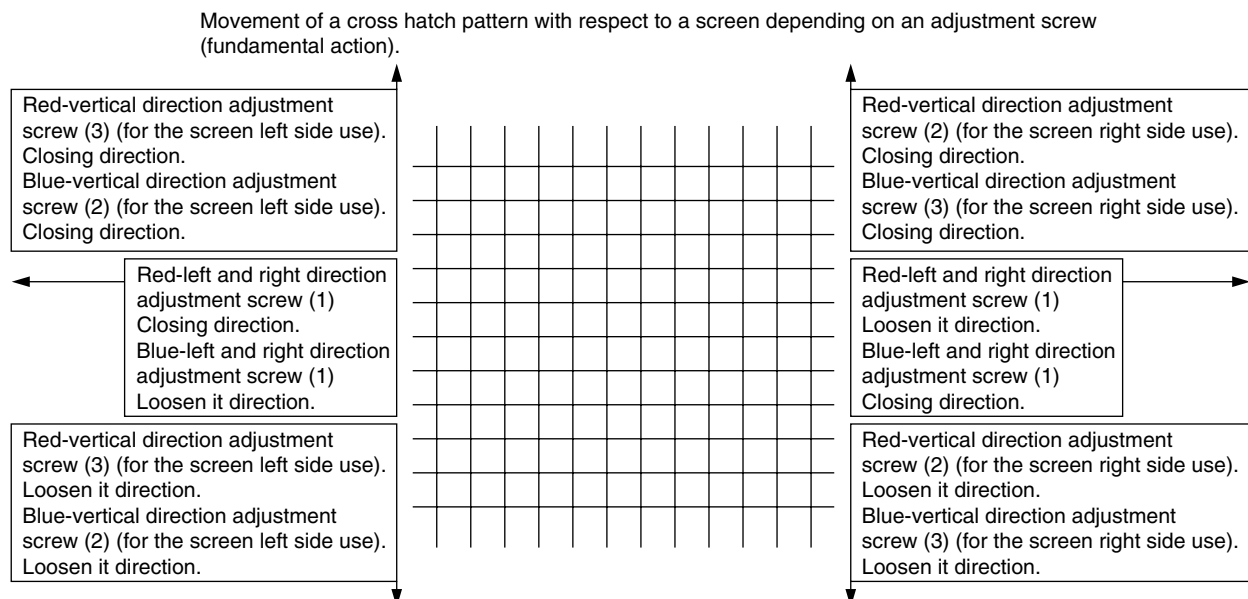 Movement of a cross hatch pattern with respect to a screen depending on an adjustment screw
(fundamental action).
Red-vertical direction adjustment
screw (3) (for the screen left side use).
Closing direction.
Blue-vertical direction adjustment
screw (2) (for the screen left side use).
Closing direction.
Red-vertical direction adjustment
screw (2) (for the screen right side use).
Closing direction.
Blue-vertical direction adjustment
screw (3) (for the screen right side use).
Closing direction.
Red-left and right direction
adjustment screw (1)
Closing direction.
Blue-left and right direction
adjustment screw (1)
Loosen it direction.
Red-left and right direction
adjustment screw (1)
Loosen it direction.
Blue-left and right direction
adjustment screw (1)
Closing direction.
Red-vertical direction adjustment
screw (3) (for the screen left side use).
Loosen it direction.
Blue-vertical direction adjustment
screw (2) (for the screen left side use).
Loosen it direction.
Red-vertical direction adjustment
screw (2) (for the screen right side use).
Loosen it direction.
Blue-vertical direction adjustment
screw (3) (for the screen right side use).
Loosen it direction.